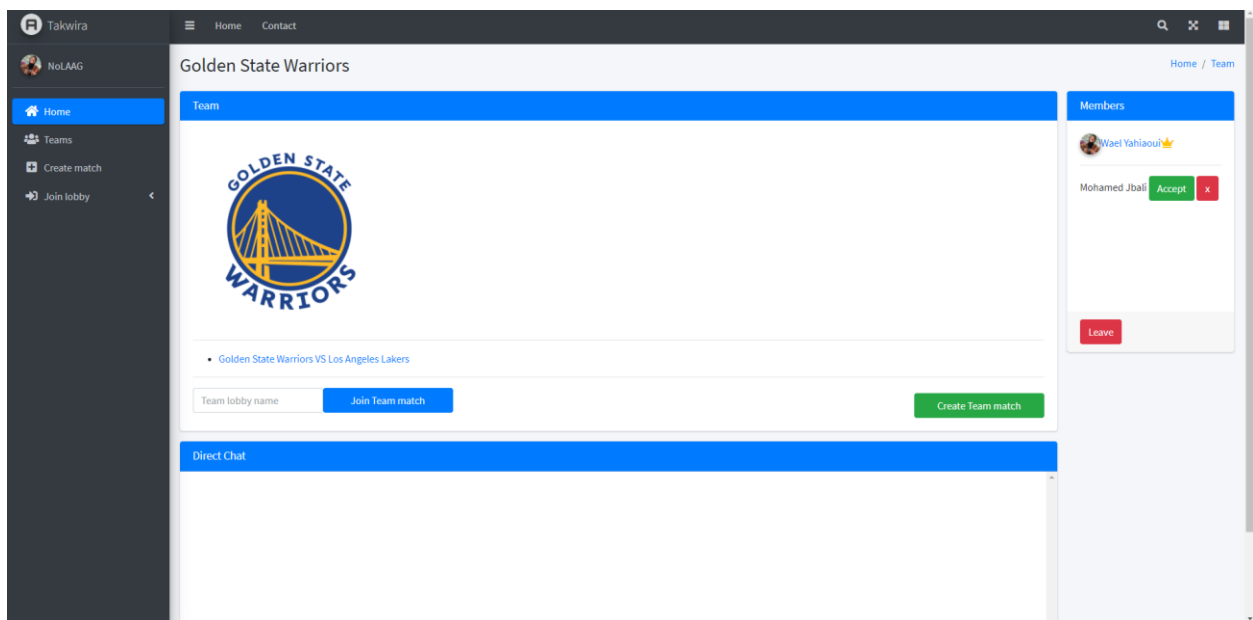 Takwira
Home Contact
NoLAAG
Home
Teams
Create match
Join lobby
Golden State Warriors
Home / Team
Team
GOLDEN STATE
WARRIORS
Golden State Warriors VS Los Angeles Lakers
Team lobby name Join Team match
Create Team match
Members
Wael Yahiaoui
Mohamed Jbali Accept x
Leave
Direct Chat